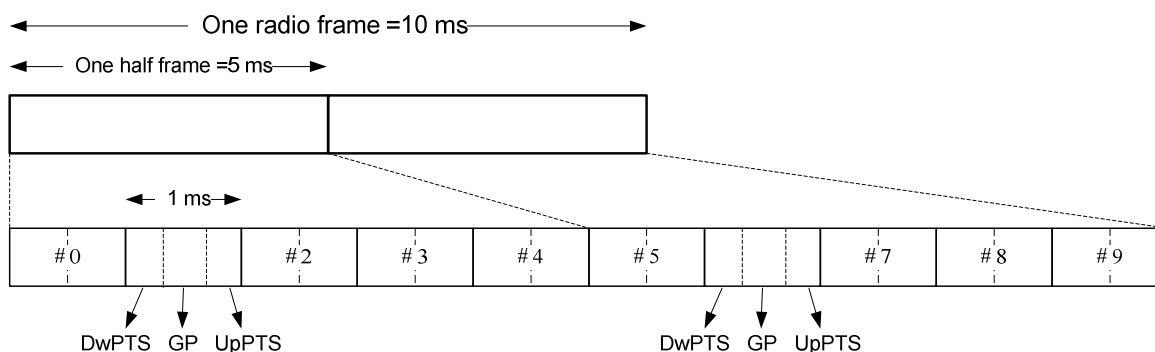 One radio frame =10 ms
One half frame =5 ms
1 ms
#0 #2 #3 #4 #5 #7 #8 #9
DwPTS GP UpPTS DwPTS GP UpPTS